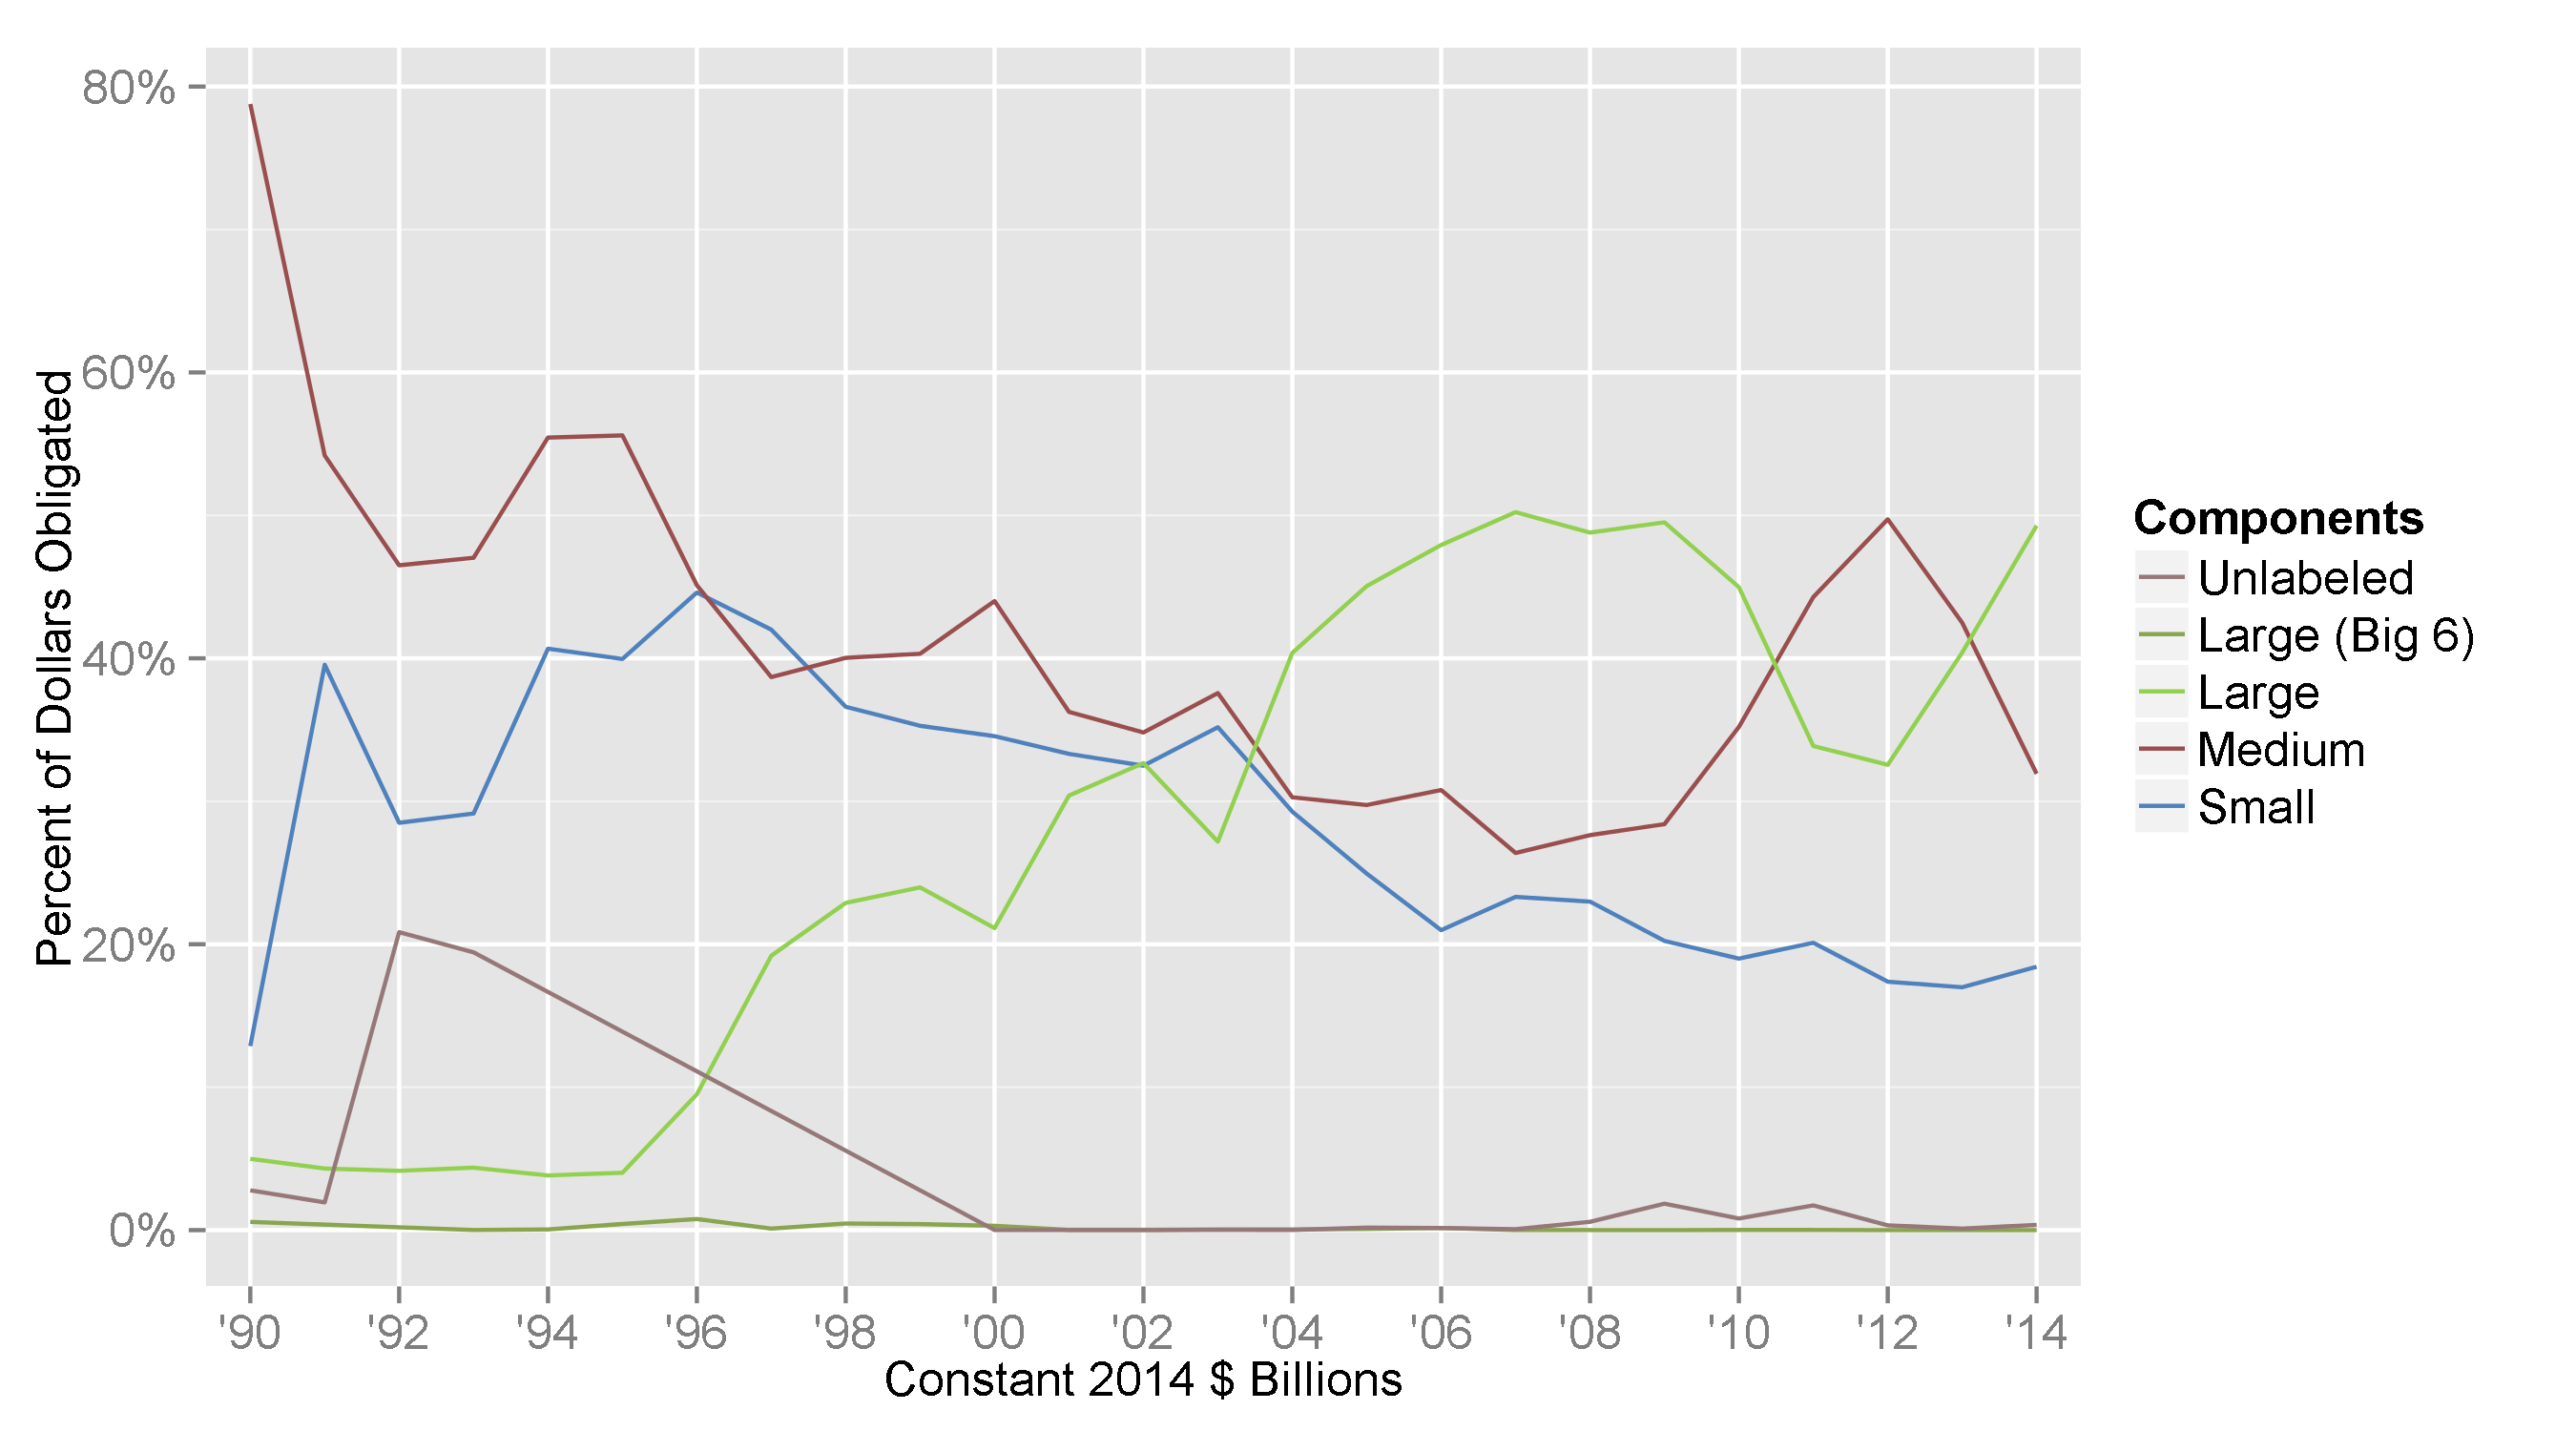 80%
60%
40%
20%
0%
Percent of Dollars Obligated
'90 '92 '94 '96 '98 '00 '02 '04 '06 '08 '10 '12 '14
Constant 2014 $ Billions
Components
Unlabeled
Large (Big 6)
Large
Medium
Small